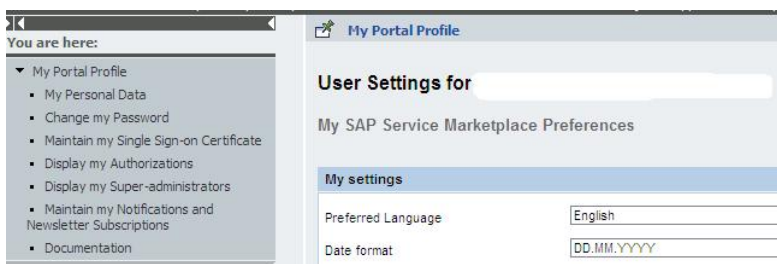 You are here:
My Portal Profile
My Personal Data
Change my Password
Maintain my Single Sign-on Certificate
Display my Authorizations
Display my Super-administrators
Maintain my Notifications and
Newsletter Subscriptions
Documentation
My Portal Profile
User Settings for
My SAP Service Marketplace Preferences
My settings
Preferred Language English
Date format DD.MM.YYYY